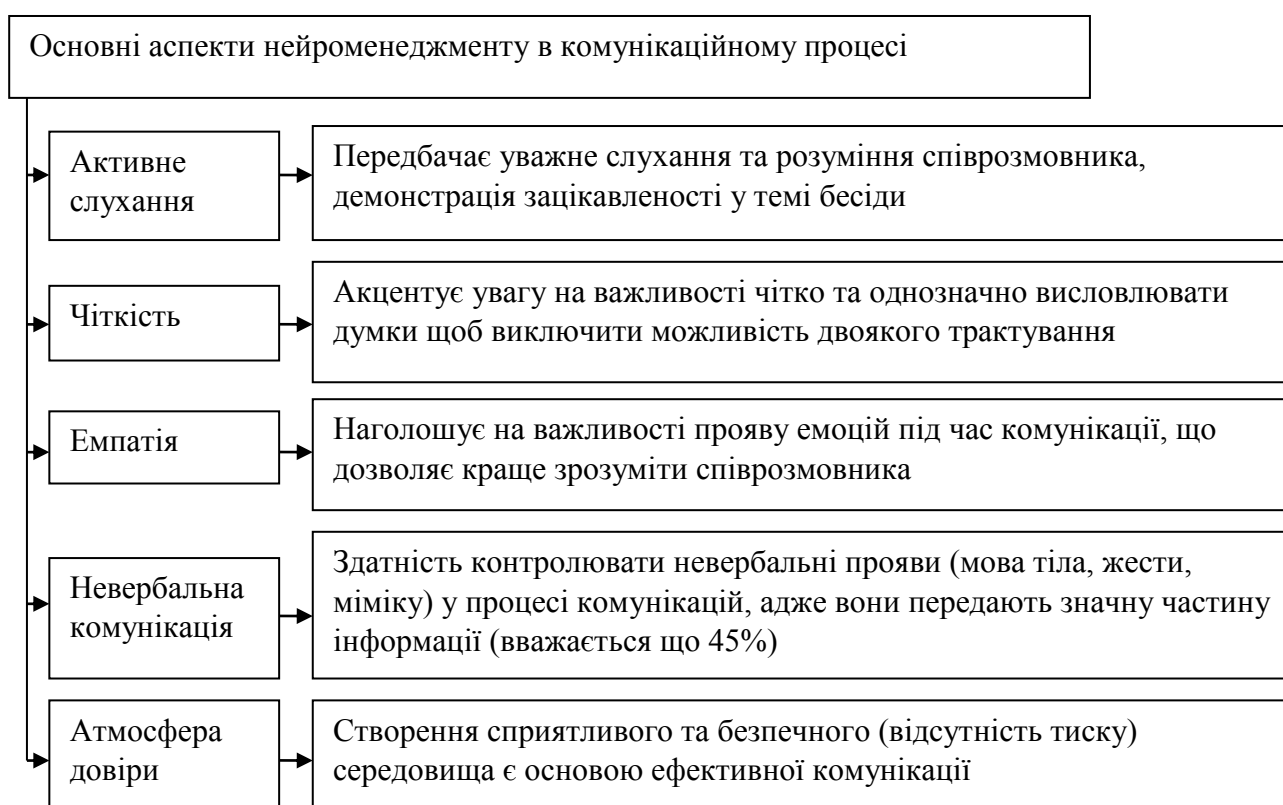 Основні аспекти нейроменеджменту в комунікаційному процесі
Активне
слухання
Передбачає уважне слухання та розуміння співрозмовника,
демонстрація зацікавленості у темі бесіди
Чіткість
Акцентує увагу на важливості чітко та однозначно висловлювати
думки щоб виключити можливість двоякого трактування
Емпатія
Наголошує на важливості прояву емоцій під час комунікації, що
дозволяє краще зрозуміти співрозмовника
Невербальна
комунікація
Здатність контролювати невербальні прояви (мова тіла, жести,
міміку) у процесі комунікацій, адже вони передають значну частину
інформації (вважається що 45%)
Атмосфера
довіри
Створення сприятливого та безпечного (відсутність тиску)
середовища є основою ефективної комунікації